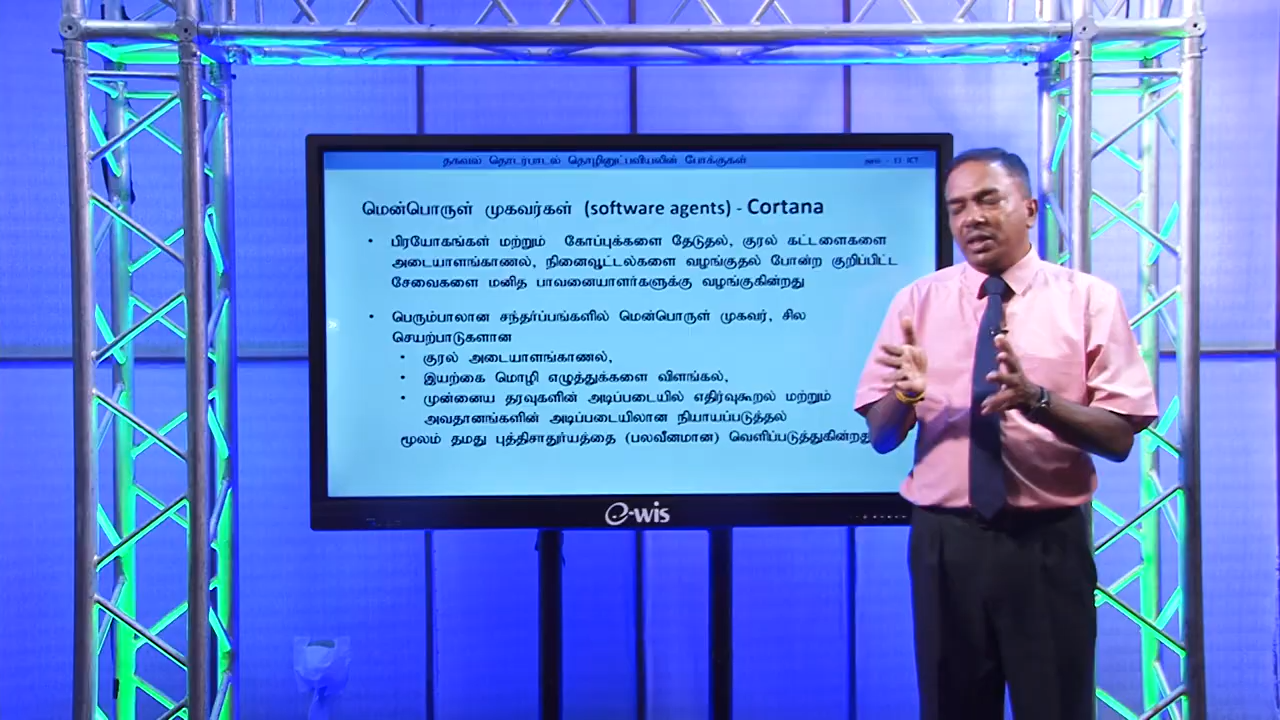 தகவல் தொடர்பாடல் தொழினுட்பவியலின் போக்குகள்
தரம் - 13 ICT
மென்பொருள் முகவர்கள் (software agents) - Cortana
• பிரயோகங்கள் மற்றும் கோப்புக்களை தேடுதல், குரல் கட்டளைகளை
அடையாளங்காணல், நினைவூட்டல்களை வழங்குதல் போன்ற குறிப்பிட்ட
சேவைகளை மனித பாவனையாளர்களுக்கு வழங்குகின்றது
• பெரும்பாலான சந்தர்ப்பங்களில் மென்பொருள் முகவர், சில
செயற்பாடுகளான
• குரல் அடையாளங்காணல்,
• இயற்கை மொழி எழுத்துக்களை விளங்கல்,
• முன்னைய தரவுகளின் அடிப்படையில் எதிர்வுகூறல் மற்றும்
அவதானங்களின் அடிப்படையிலான நியாயப்படுத்தல்
மூலம் தமது புத்திசாதுர்யத்தை (பலவீனமான) வெளிப்படுத்துகின்றது
e-wis